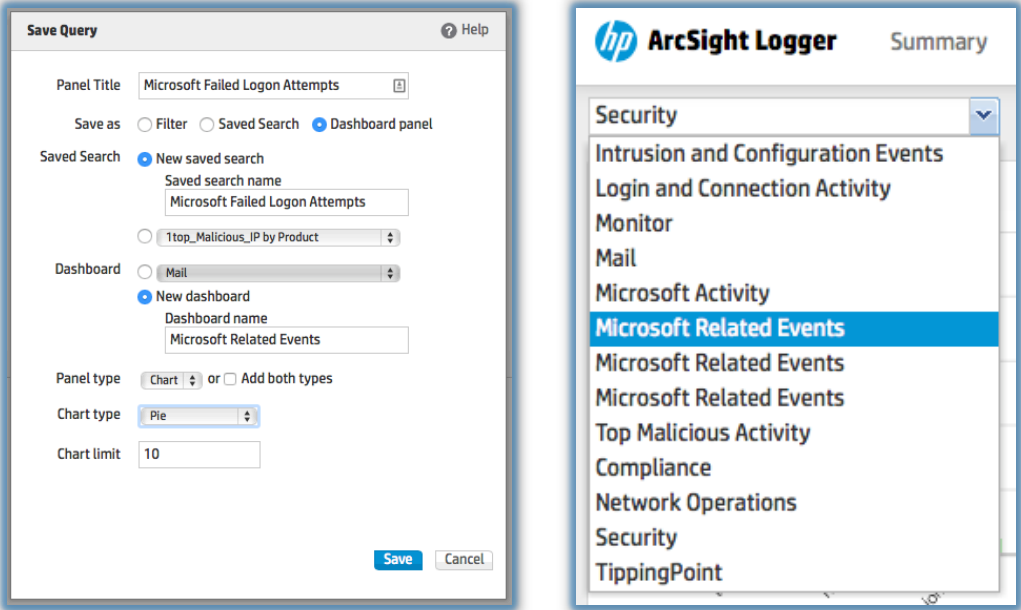 Save Query
Help
Panel Title Microsoft Failed Logon Attempts
Save as Filter Saved Search Dashboard panel
Saved Search New saved search
Saved search name
Microsoft Failed Logon Attempts
1top_Malicious_IP by Product
Dashboard Mail
New dashboard
Dashboard name
Microsoft Related Events
Panel type Chart or Add both types
Chart type Pie
Chart limit 10
Save Cancel
hp ArcSight Logger Summary
Security
Intrusion and Configuration Events
Login and Connection Activity
Monitor
Mail
Microsoft Activity
Microsoft Related Events
Microsoft Related Events
Microsoft Related Events
Top Malicious Activity
Compliance
Network Operations
Security
TippingPoint